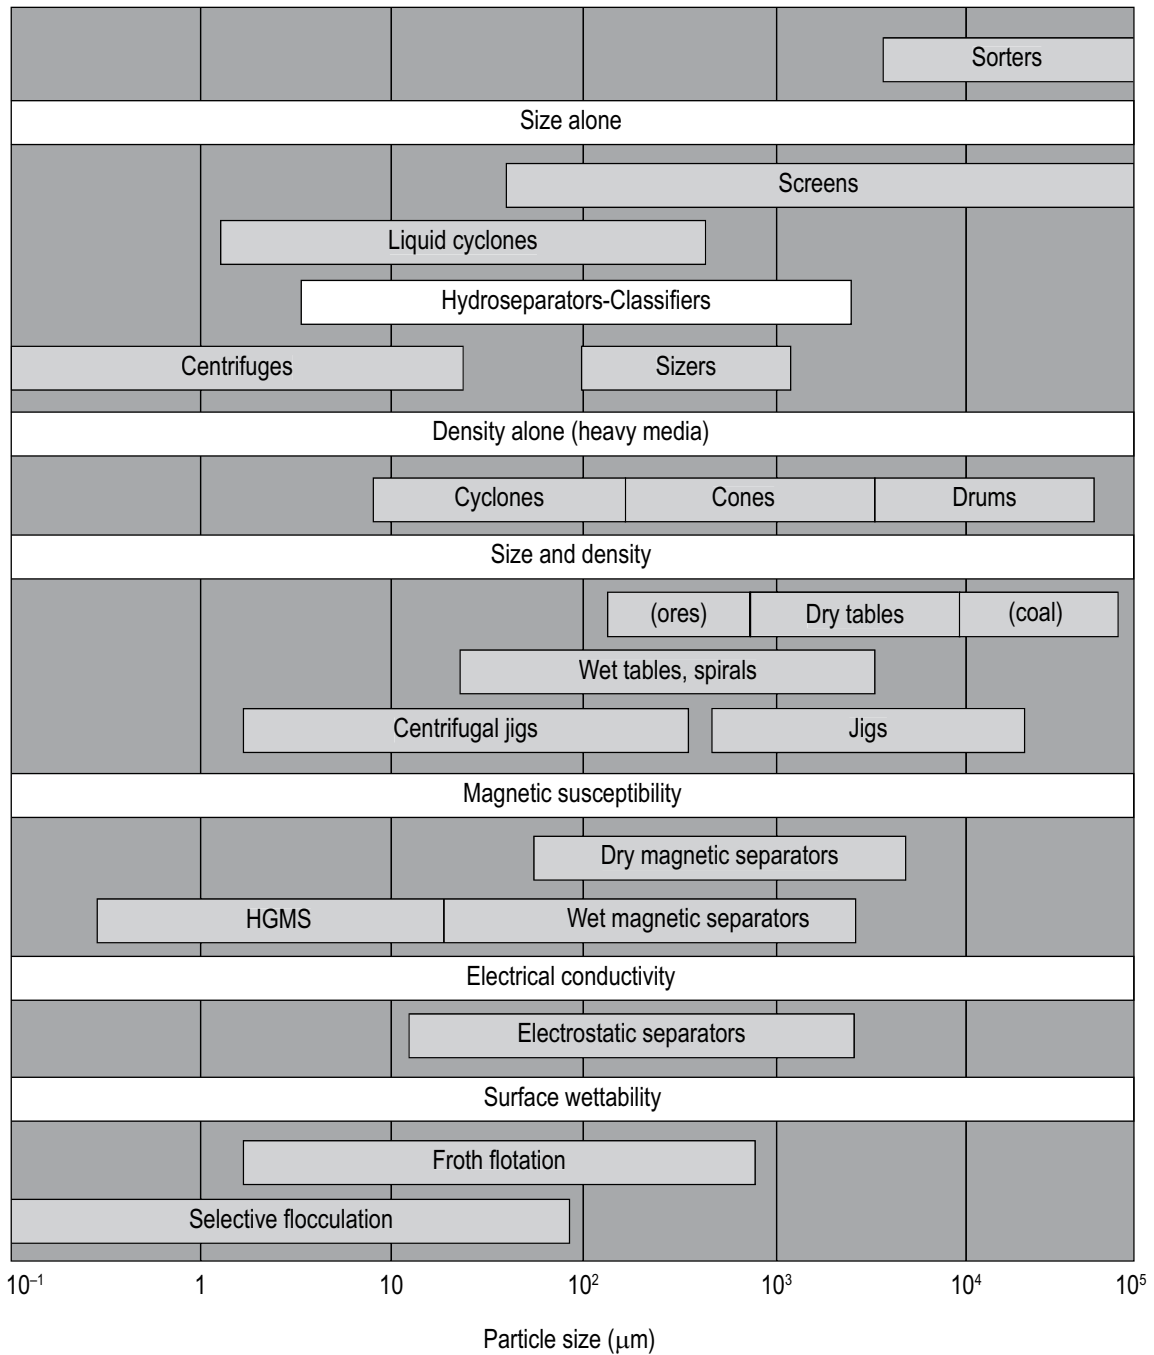 Sorters
Size alone
Screens
Liquid cyclones
Hydroseparators-Classifiers
Centrifuges Sizers
Density alone (heavy media)
Cyclones Cones Drums
Size and density
(ores) Dry tables (coal)
Wet tables, spirals
Centrifugal jigs Jigs
Magnetic susceptibility
Dry magnetic separators
HGMS Wet magnetic separators
Electrical conductivity
Electrostatic separators
Surface wettability
Froth flotation
Selective flocculation
10⁻¹ 1 10 10² 10³ 10⁴ 10⁵
Particle size (μm)